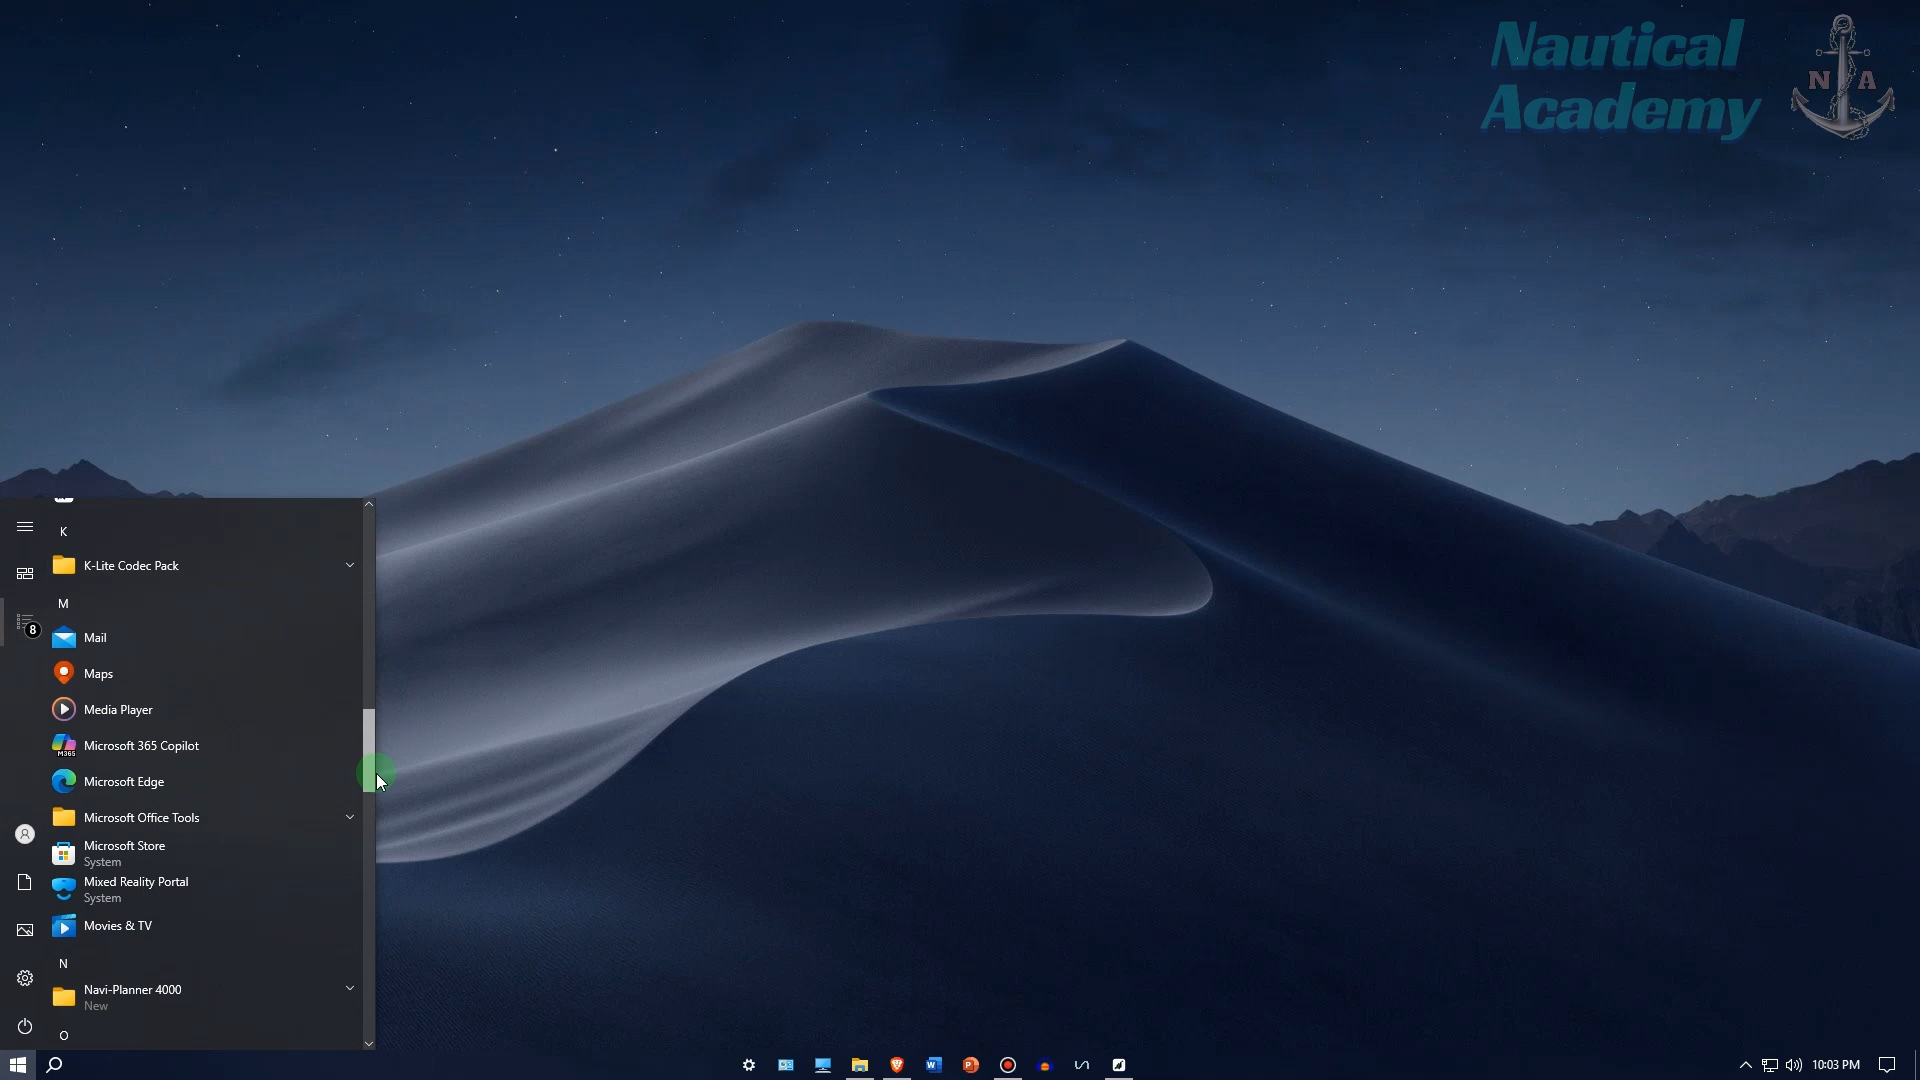 Nautical
Academy
N A
K
K-Lite Codec Pack
M
8
Mail
Maps
Media Player
M365
Microsoft 365 Copilot
Microsoft Edge
Microsoft Office Tools
Microsoft Store
System
Mixed Reality Portal
System
Movies & TV
N
Navi-Planner 4000
New
O
10:03 PM